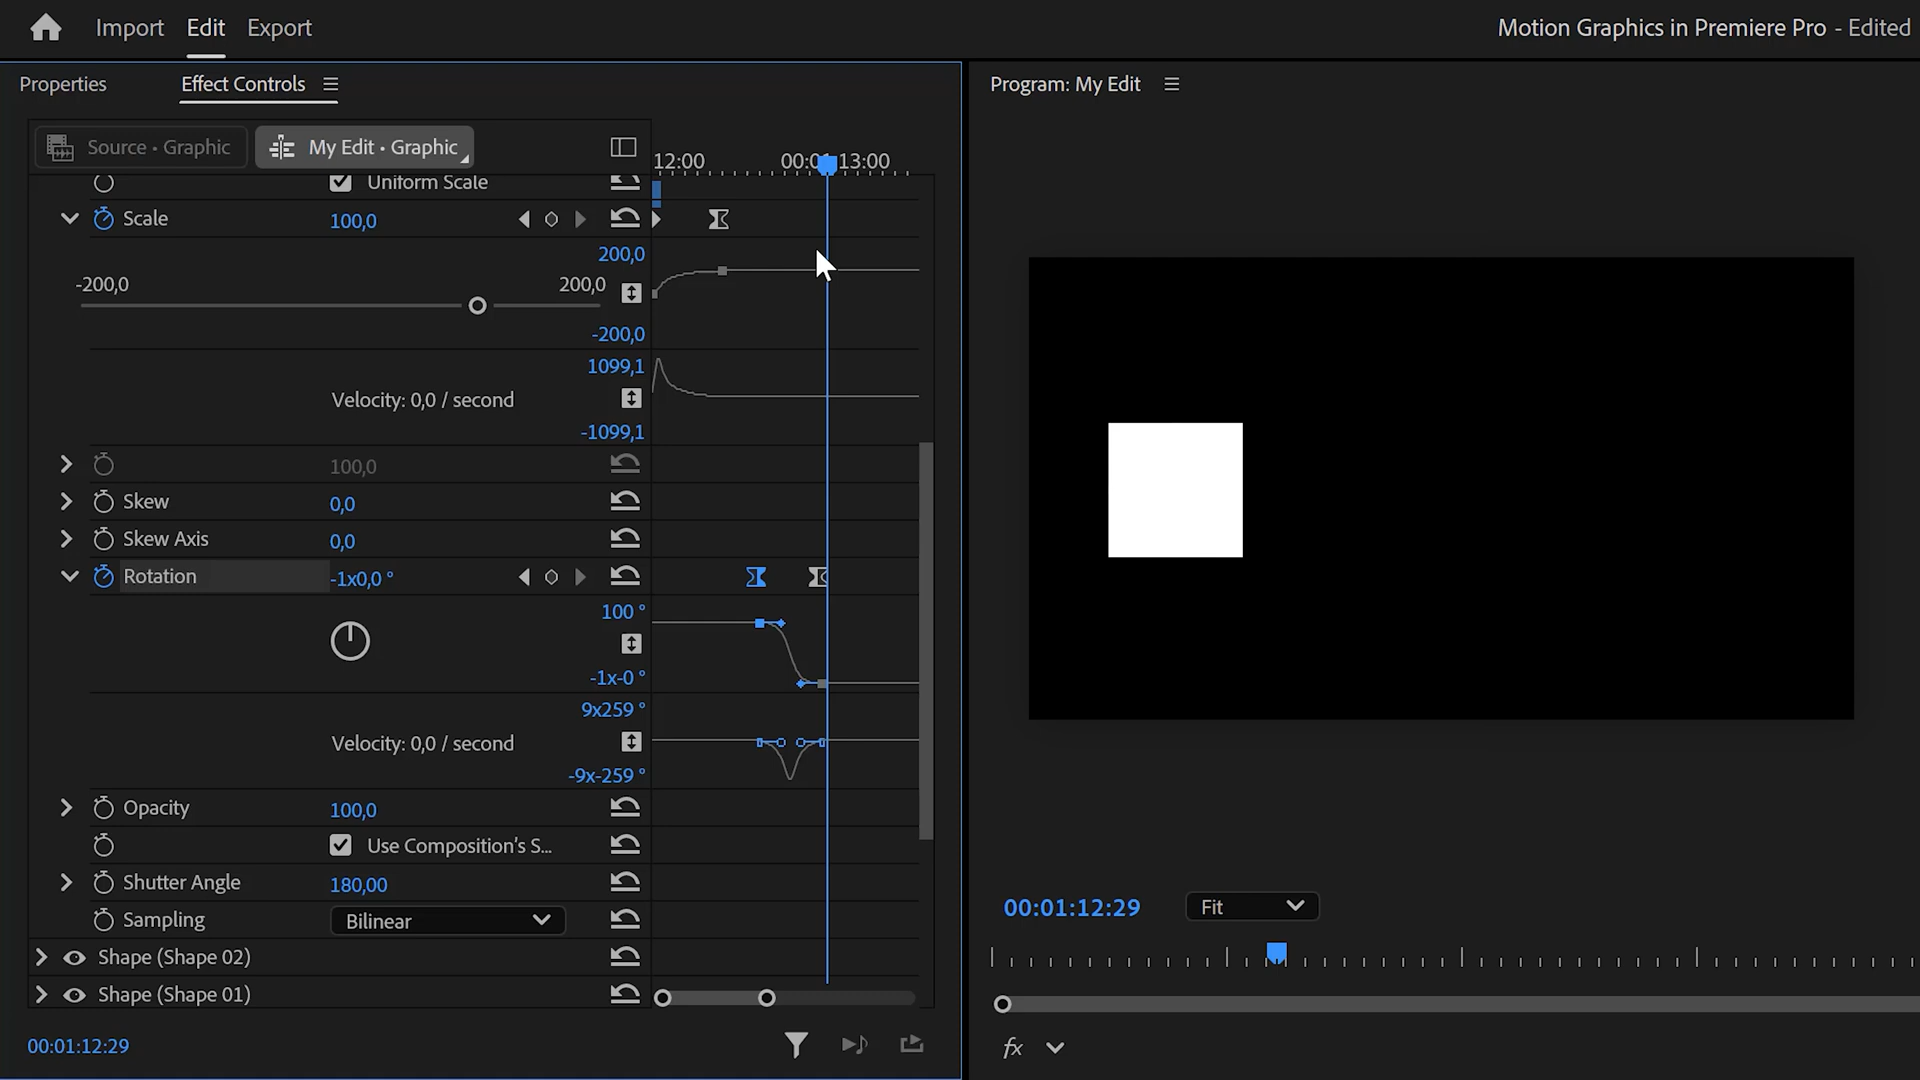 Import Edit Export
Motion Graphics in Premiere Pro - Edited
Properties Effect Controls
Program: My Edit
Source • Graphic My Edit • Graphic
12:00 13:00
Uniform Scale
Scale 100,0
200,0
-200,0 200,0
-200,0
1099,1
Velocity: 0,0 / second
-1099,1
100,0
Skew 0,0
Skew Axis 0,0
Rotation -1x0,0 °
100 °
-1x-0 °
9x259 °
Velocity: 0,0 / second
-9x-259 °
Opacity 100,0
Use Composition's S...
Shutter Angle 180,00
Sampling Bilinear
Shape (Shape 02)
Shape (Shape 01)
00:01:12:29
00:01:12:29 Fit
fx